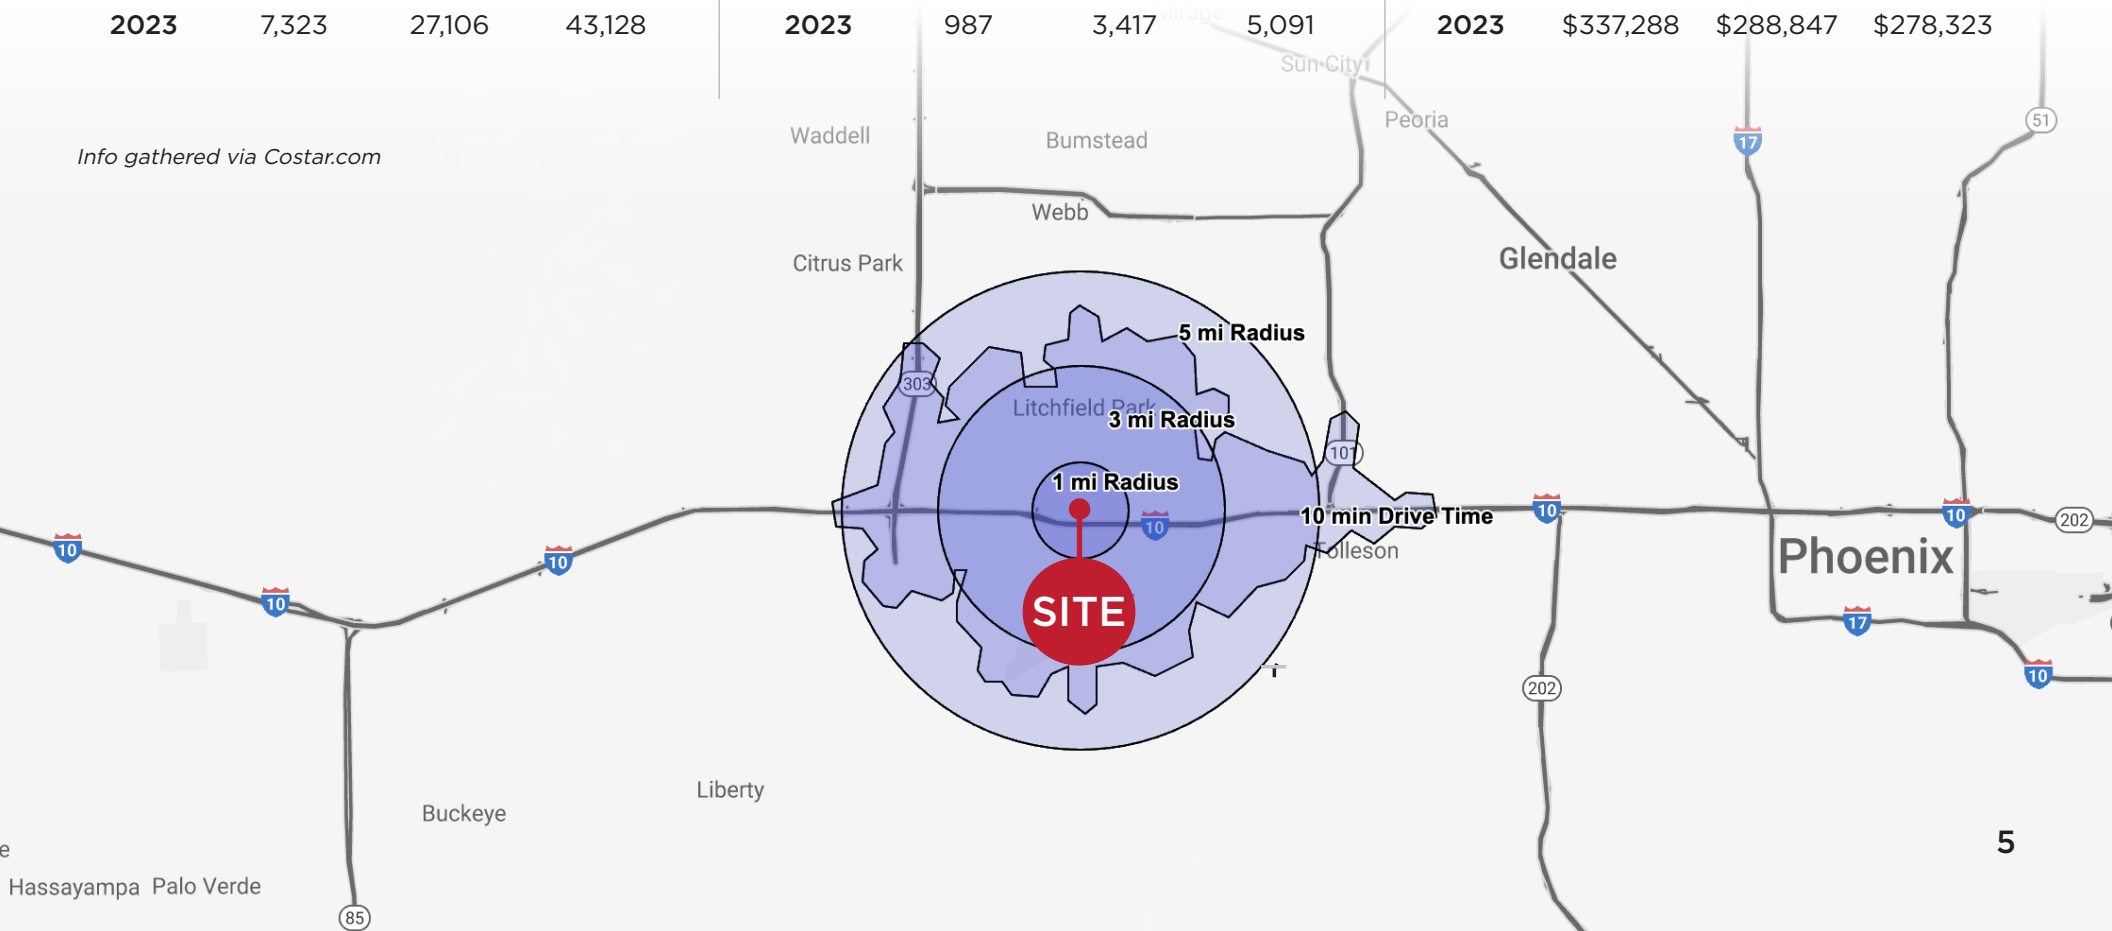 2023 7,323 27,106 43,128 2023 987 3,417 5,091 2023 $337,288 $288,847 $278,323
Mirage
Sun City
Peoria
51
Waddell
Bumstead
17
Info gathered via Costar.com
Webb
Citrus Park
Glendale
5 mi Radius
303
Litchfield Park
3 mi Radius
101
1 mi Radius
10
10
202
10 min Drive Time
10
10
10
Tolleson
Phoenix
10
SITE
17
10
202
Liberty
Buckeye
5
e
Hassayampa Palo Verde
85